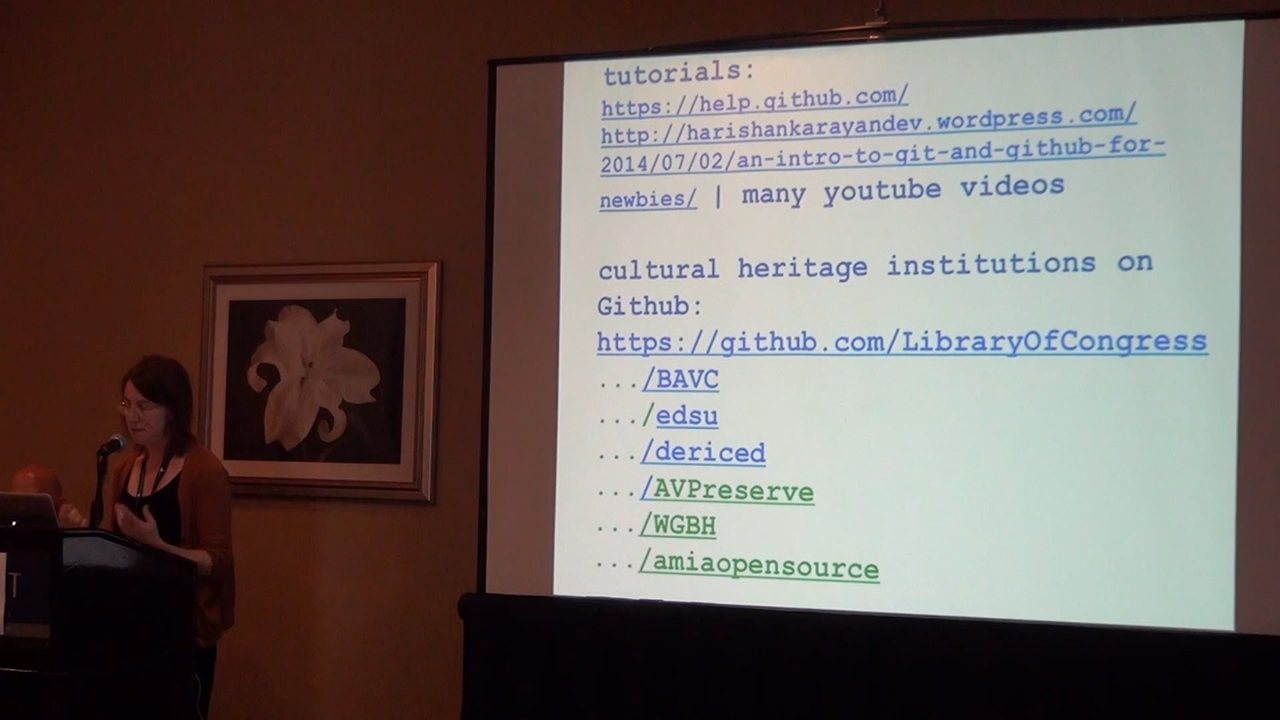 tutorials:
https://help.github.com/
http://harishankarayandev.wordpress.com/
2014/07/02/an-intro-to-git-and-github-for-
newbies/ | many youtube videos
cultural heritage institutions on
Github:
https://github.com/LibraryOfCongress
.../BAVC
.../edsu
.../dericed
.../AVPreserve
.../WGBH
.../amiaopensource
T